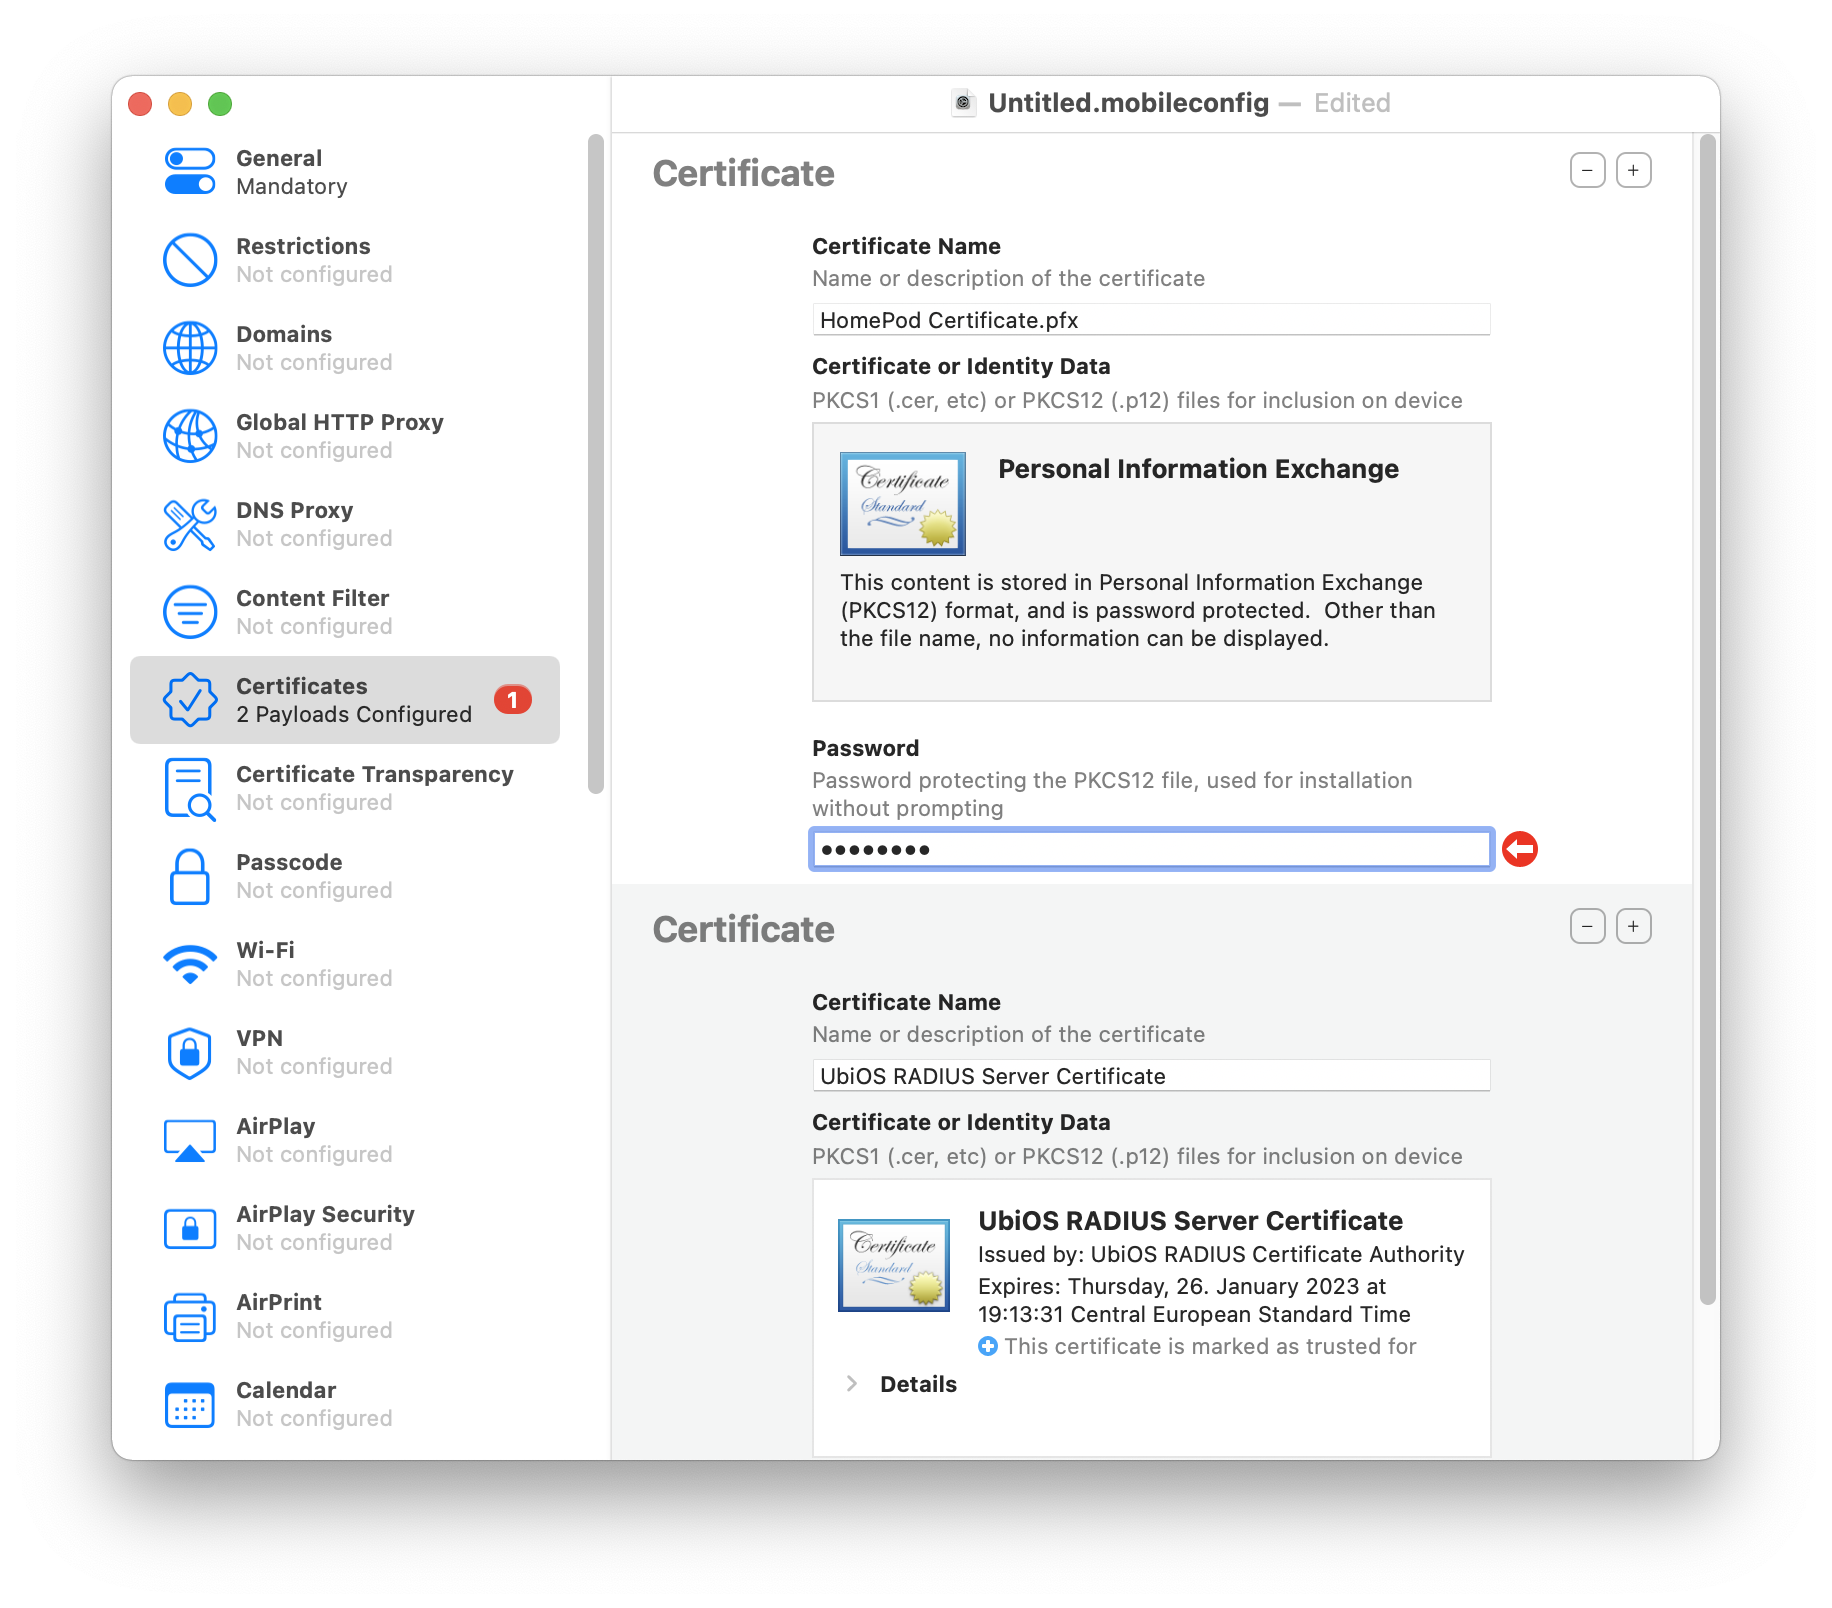 General
Mandatory
Restrictions
Not configured
Domains
Not configured
Global HTTP Proxy
Not configured
DNS Proxy
Not configured
Content Filter
Not configured
Certificates
2 Payloads Configured
1
Certificate Transparency
Not configured
Passcode
Not configured
Wi-Fi
Not configured
VPN
Not configured
AirPlay
Not configured
AirPlay Security
Not configured
AirPrint
Not configured
Calendar
Not configured
Untitled.mobileconfig — Edited
Certificate
Certificate Name
Name or description of the certificate
HomePod Certificate.pfx
Certificate or Identity Data
PKCS1 (.cer, etc) or PKCS12 (.p12) files for inclusion on device
Certificate
Standard
Personal Information Exchange
This content is stored in Personal Information Exchange
(PKCS12) format, and is password protected.  Other than
the file name, no information can be displayed.
Password
Password protecting the PKCS12 file, used for installation
without prompting
••••••••
Certificate
Certificate Name
Name or description of the certificate
UbiOS RADIUS Server Certificate
Certificate or Identity Data
PKCS1 (.cer, etc) or PKCS12 (.p12) files for inclusion on device
Certificate
Standard
UbiOS RADIUS Server Certificate
Issued by: UbiOS RADIUS Certificate Authority
Expires: Thursday, 26. January 2023 at
19:13:31 Central European Standard Time
This certificate is marked as trusted for
Details